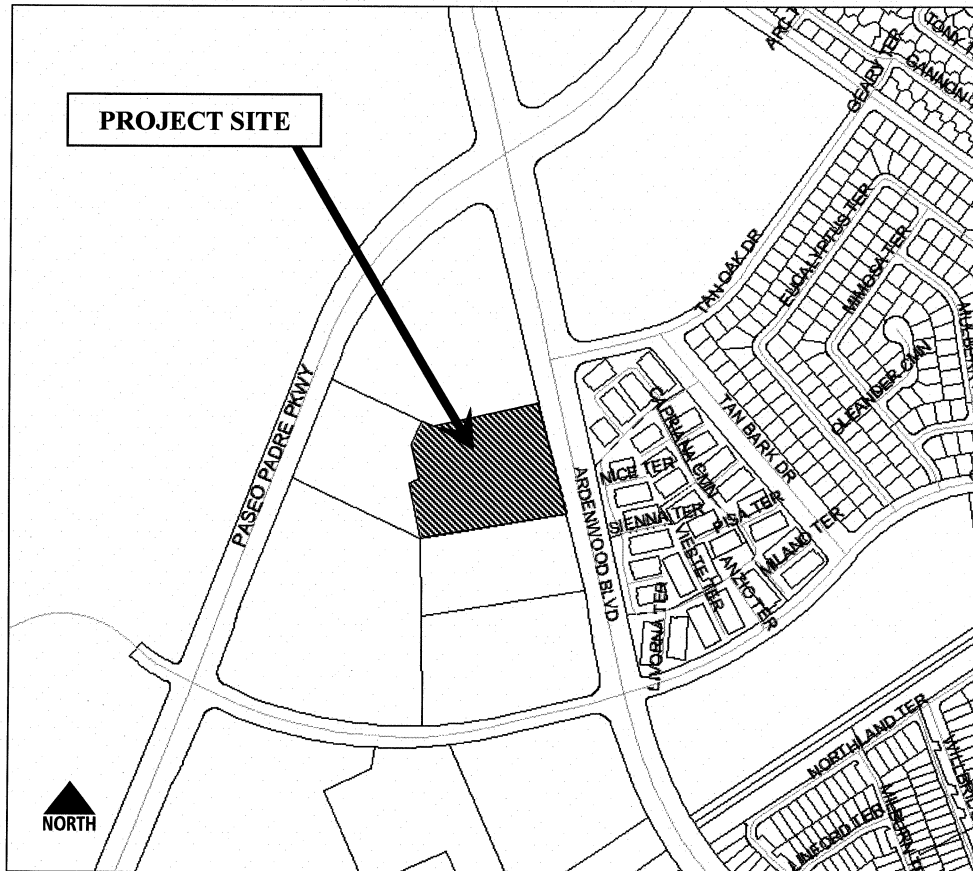 PROJECT SITE
PASEO PADRE PKWY
ARDENWOOD BLVD
TAN OAK DR
GEARY TER
GANNON
EUCALYPTUS TER
MIMOSA TER
OLEANDER CMN
TAN BARK DR
CAPRIANA CMN
NICE TER
SIENNA TER
PISA TER
VIESTE TER
ANZIO TER
MILANO TER
LIVORNA TER
NORTHLAND TER
LINFORD TER
NORTH